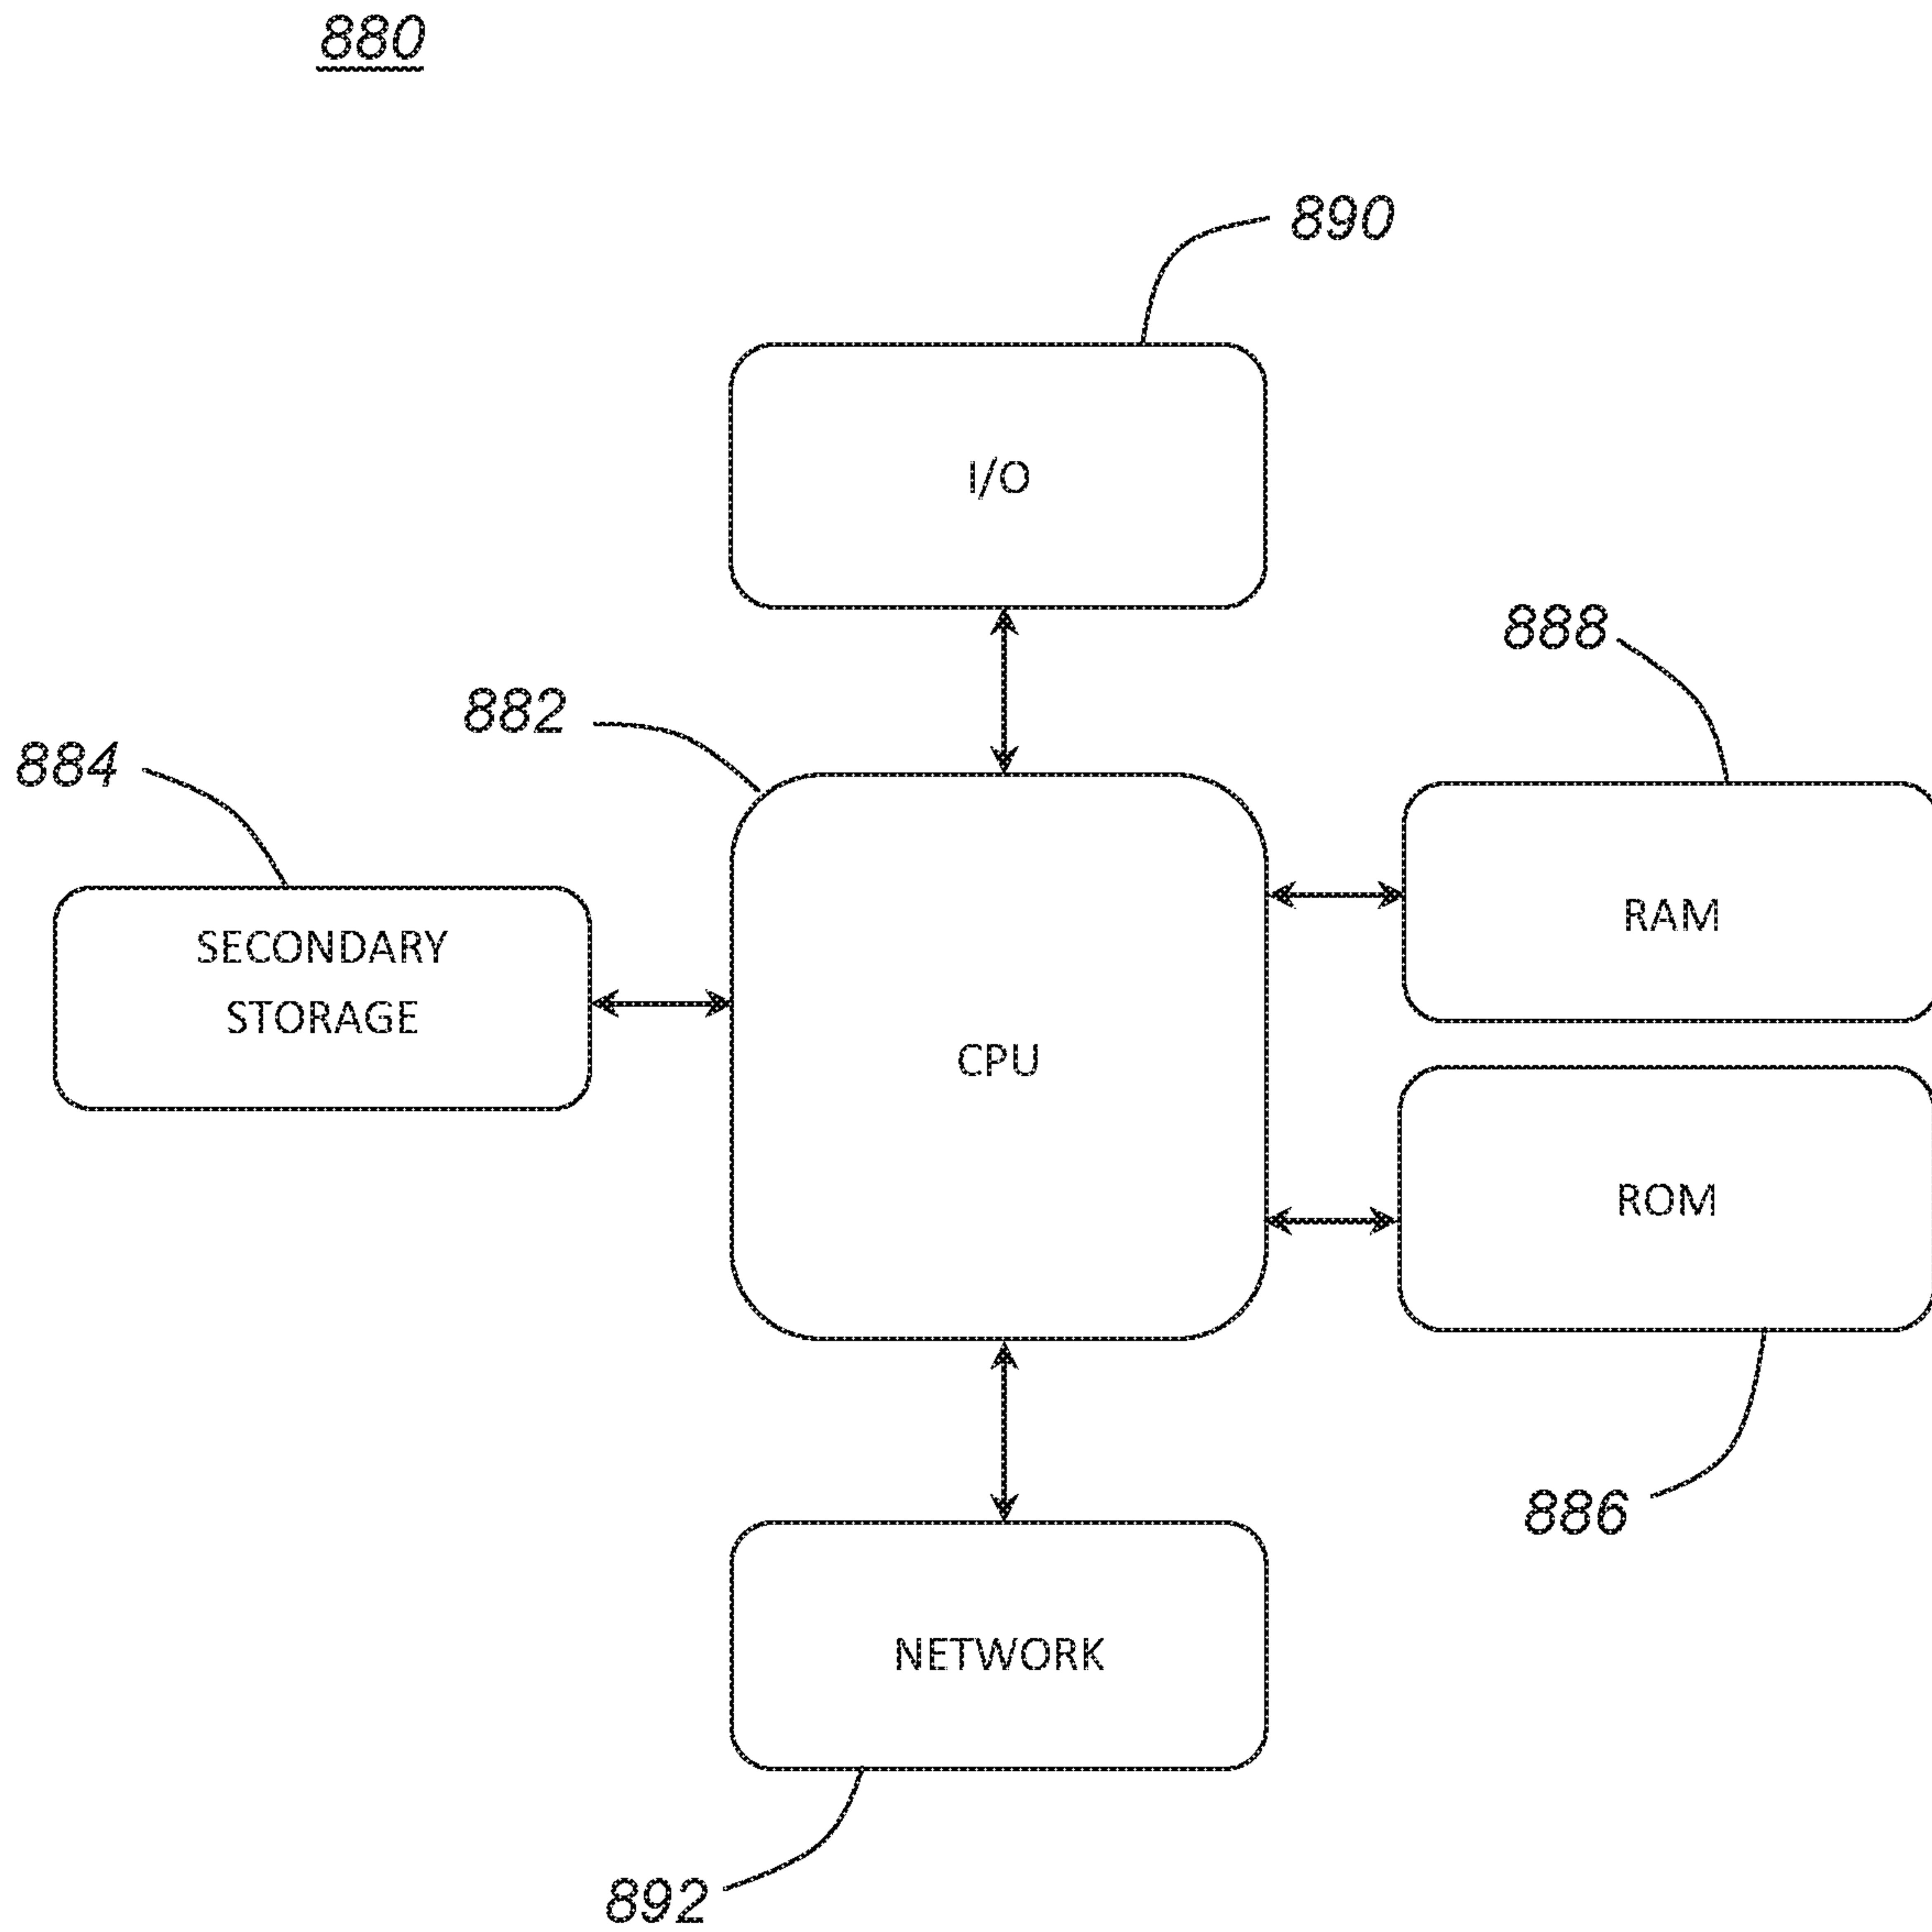 880
890
I/O
888
882
884
RAM
SECONDARY
STORAGE
CPU
ROM
886
NETWORK
892